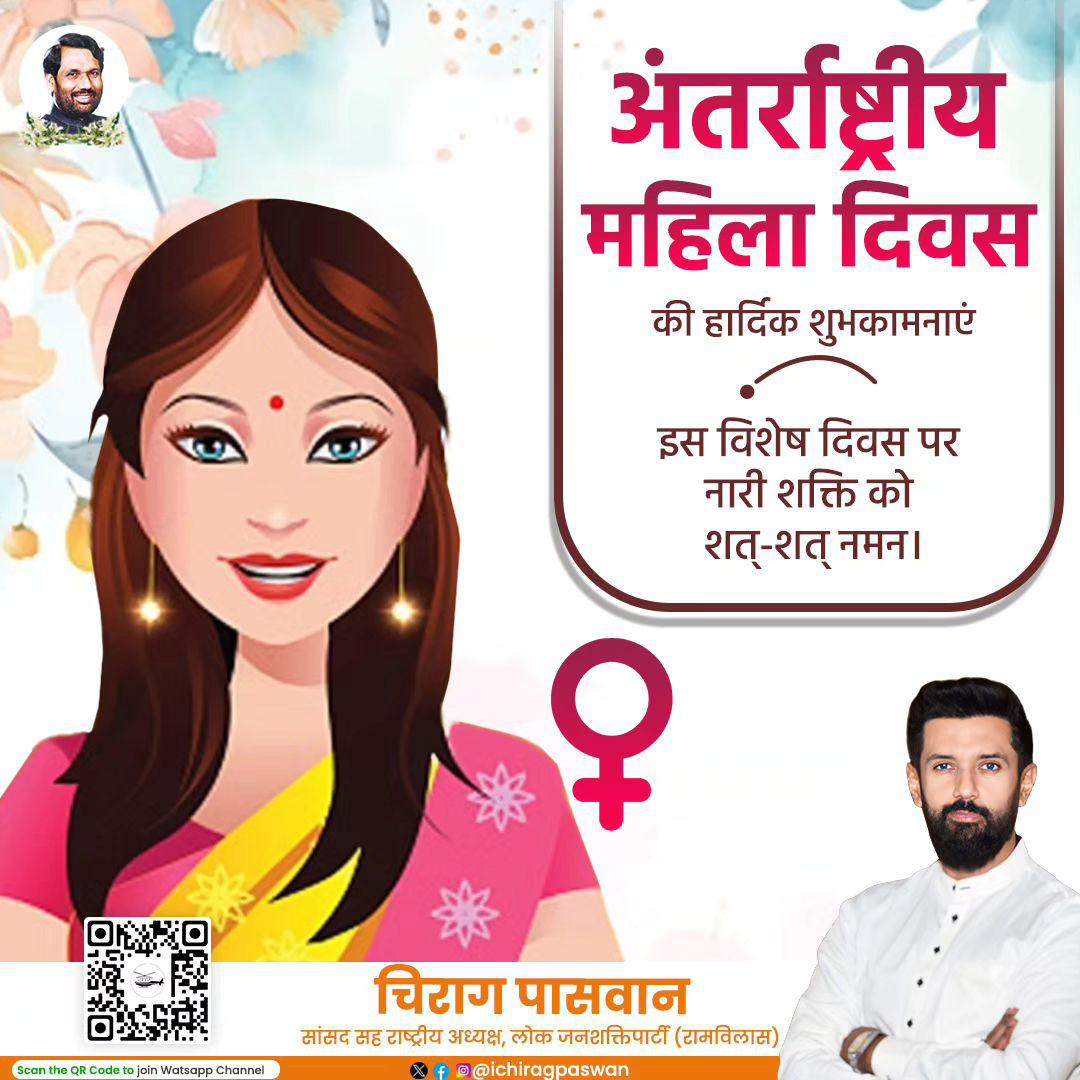 अंतर्राष्ट्रीय
महिला दिवस
की हार्दिक शुभकामनाएं
इस विशेष दिवस पर
नारी शक्ति को
शत्-शत् नमन।
चिराग पासवान
सांसद सह राष्ट्रीय अध्यक्ष, लोक जनशक्तिपार्टी (रामविलास)
Scan the QR Code to join Watsapp Channel
@ichiragpaswan